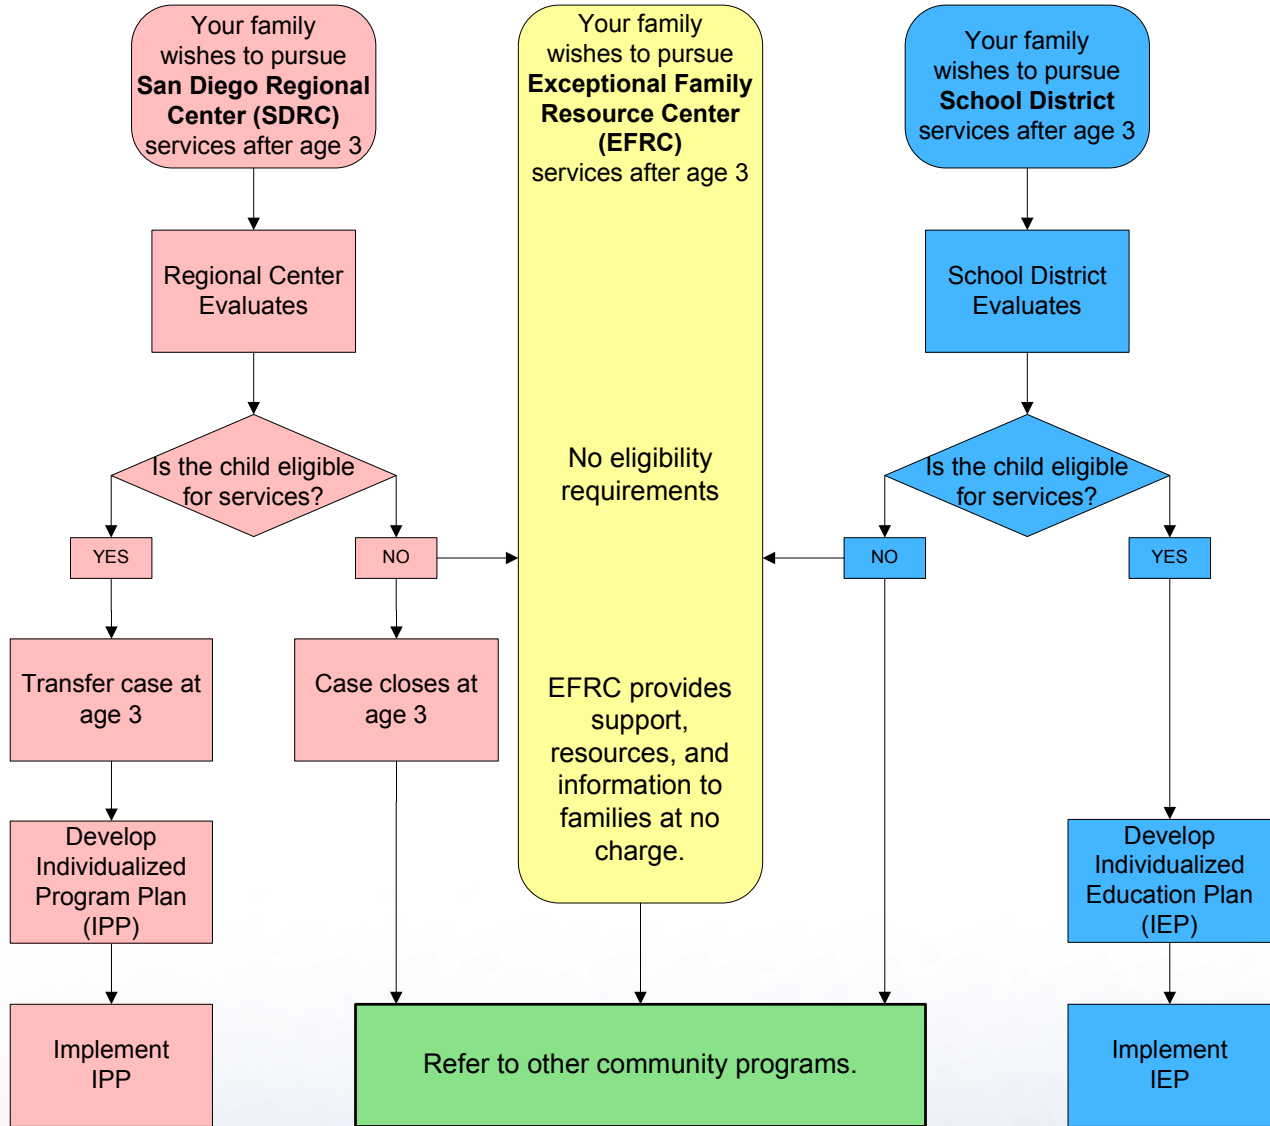 Your family
wishes to pursue
San Diego Regional
Center (SDRC)
services after age 3
Regional Center
Evaluates
Is the child eligible
for services?
YES
NO
Transfer case at
age 3
Case closes at
age 3
Develop
Individualized
Program Plan
(IPP)
Implement
IPP
Your family
wishes to pursue
Exceptional Family
Resource Center
(EFRC)
services after age 3
No eligibility
requirements
EFRC provides
support,
resources, and
information to
families at no
charge.
Refer to other community programs.
Your family
wishes to pursue
School District
services after age 3
School District
Evaluates
Is the child eligible
for services?
NO
YES
Develop
Individualized
Education Plan
(IEP)
Implement
IEP